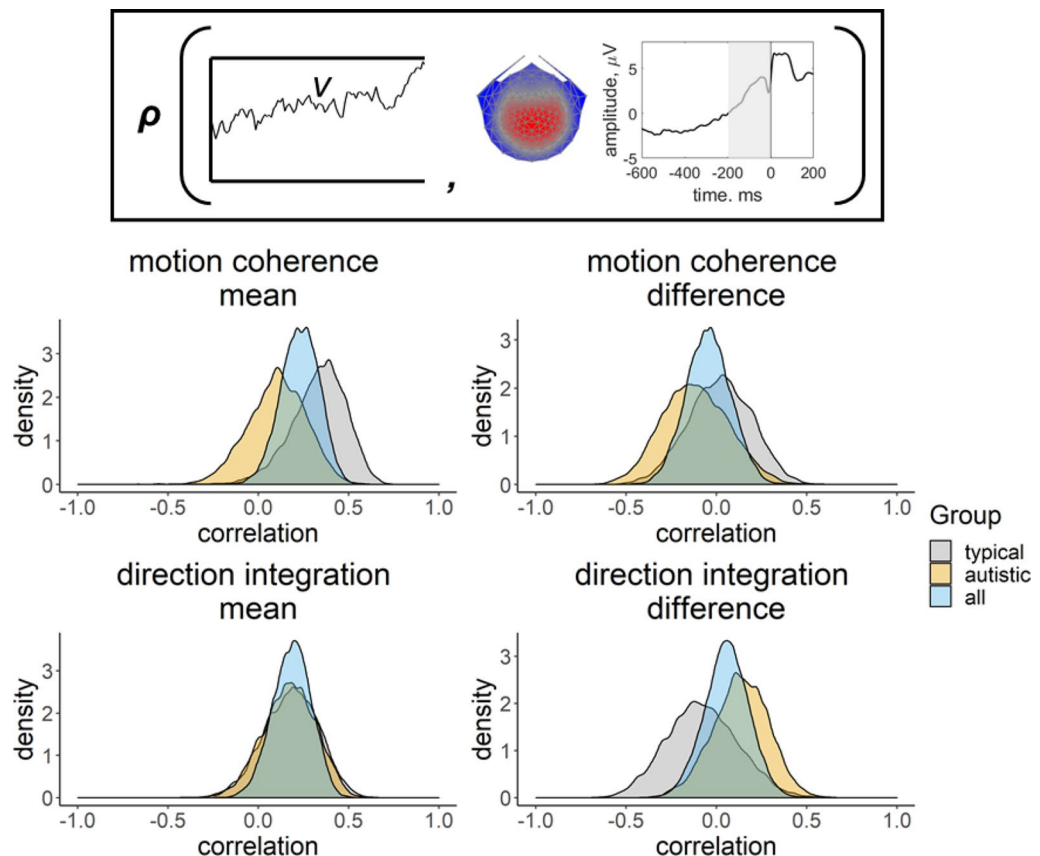 ρ
v
,
amplitude, μV
5
0
-5
-600 -400 -200 0 200
time. ms
motion coherence
mean
density
3
2
1
0
-1.0 -0.5 0.0 0.5 1.0
correlation
motion coherence
difference
density
3
2
1
0
-1.0 -0.5 0.0 0.5 1.0
correlation
Group
typical
autistic
all
direction integration
mean
density
3
2
1
0
-1.0 -0.5 0.0 0.5 1.0
correlation
direction integration
difference
density
3
2
1
0
-1.0 -0.5 0.0 0.5 1.0
correlation